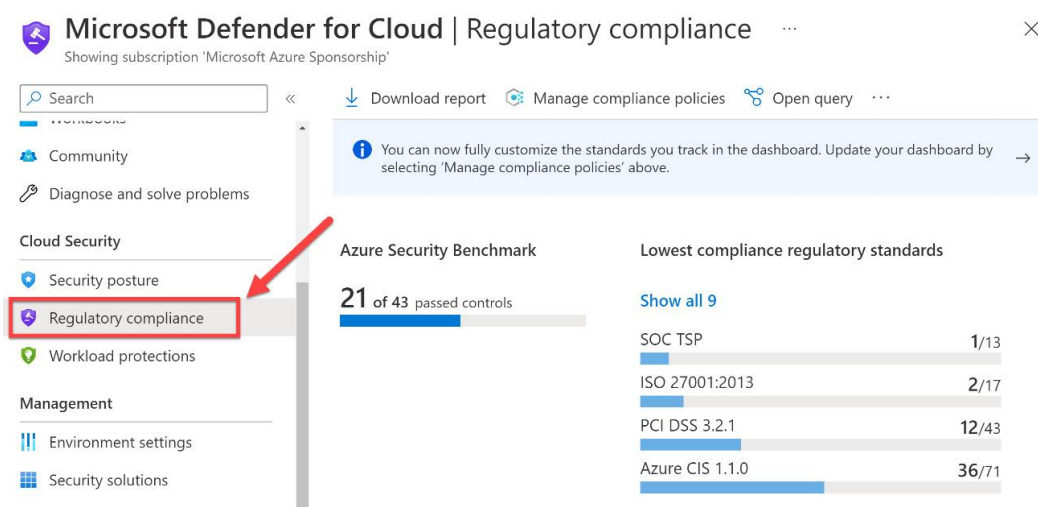 Microsoft Defender for Cloud | Regulatory compliance ...
Showing subscription 'Microsoft Azure Sponsorship'
Search
«
Download report
Manage compliance policies
Open query
...
Workbooks
Community
Diagnose and solve problems
Cloud Security
Security posture
Regulatory compliance
Workload protections
Management
Environment settings
Security solutions
You can now fully customize the standards you track in the dashboard. Update your dashboard by
selecting 'Manage compliance policies' above.
Azure Security Benchmark
21 of 43 passed controls
Lowest compliance regulatory standards
Show all 9
SOC TSP 1/13
ISO 27001:2013 2/17
PCI DSS 3.2.1 12/43
Azure CIS 1.1.0 36/71